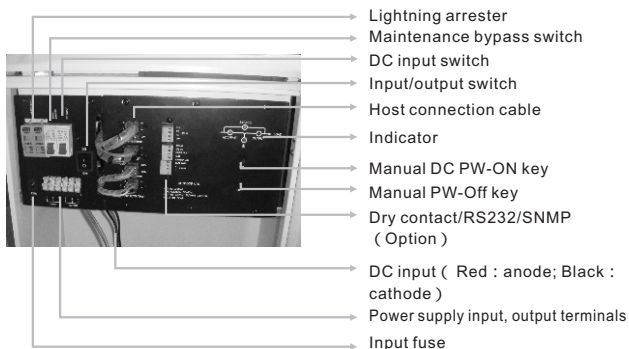 Lightning arrester
Maintenance bypass switch
DC input switch
Input/output switch
Host connection cable
Indicator
Manual DC PW-ON key
Manual PW-Off key
Dry contact/RS232/SNMP
（Option）
DC input（ Red：anode; Black：
cathode）
Power supply input, output terminals
Input fuse